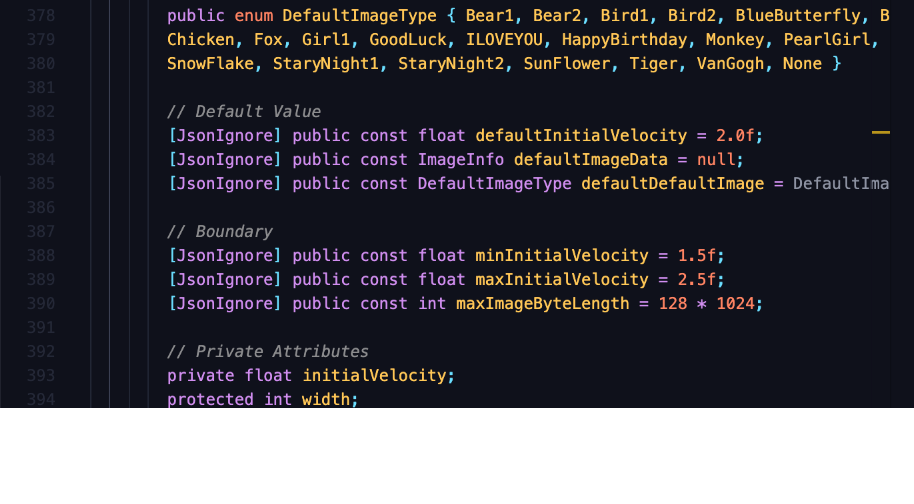 378 public enum DefaultImageType { Bear1, Bear2, Bird1, Bird2, BlueButterfly, B
379 Chicken, Fox, Girl1, GoodLuck, ILOVEYOU, HappyBirthday, Monkey, PearlGirl,
380 SnowFlake, StaryNight1, StaryNight2, SunFlower, Tiger, VanGogh, None }
381
382 // Default Value
383 [JsonIgnore] public const float defaultInitialVelocity = 2.0f;
384 [JsonIgnore] public const ImageInfo defaultImageData = null;
385 [JsonIgnore] public const DefaultImageType defaultDefaultImage = DefaultIma
386
387 // Boundary
388 [JsonIgnore] public const float minInitialVelocity = 1.5f;
389 [JsonIgnore] public const float maxInitialVelocity = 2.5f;
390 [JsonIgnore] public const int maxImageByteLength = 128 * 1024;
391
392 // Private Attributes
393 private float initialVelocity;
394 protected int width;